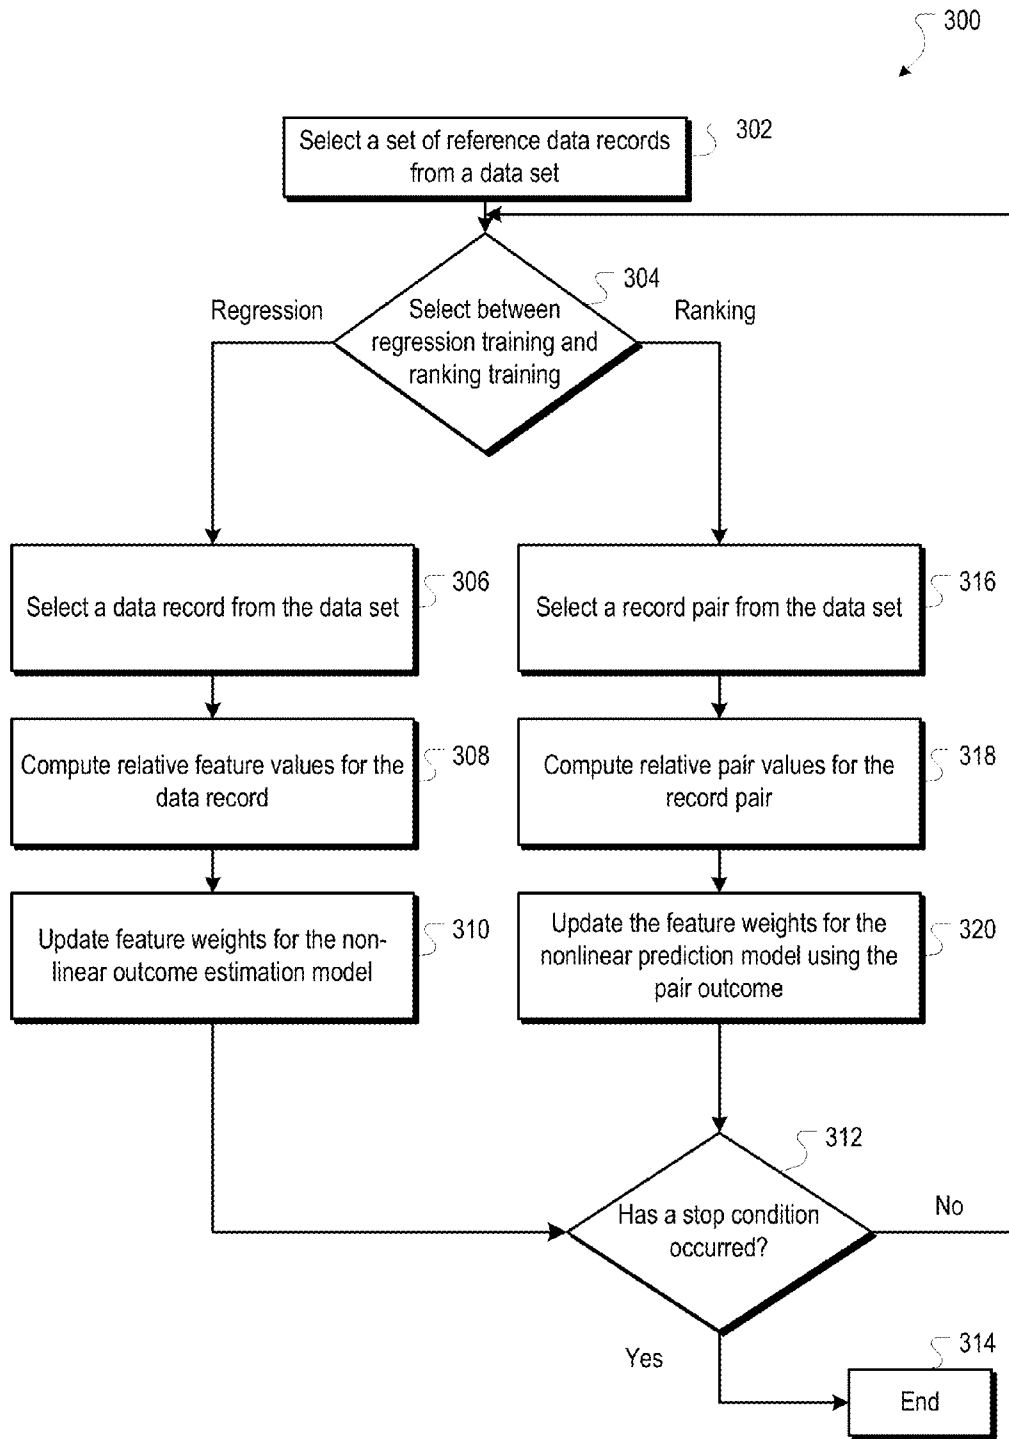 300
Select a set of reference data records
from a data set
302
304
Regression
Select between
regression training and
ranking training
Ranking
Select a data record from the data set
306
Select a record pair from the data set
316
Compute relative feature values for the
data record
308
Compute relative pair values for the
record pair
318
Update feature weights for the non-
linear outcome estimation model
310
Update the feature weights for the
nonlinear prediction model using the
pair outcome
320
312
Has a stop condition
occurred?
No
Yes
314
End